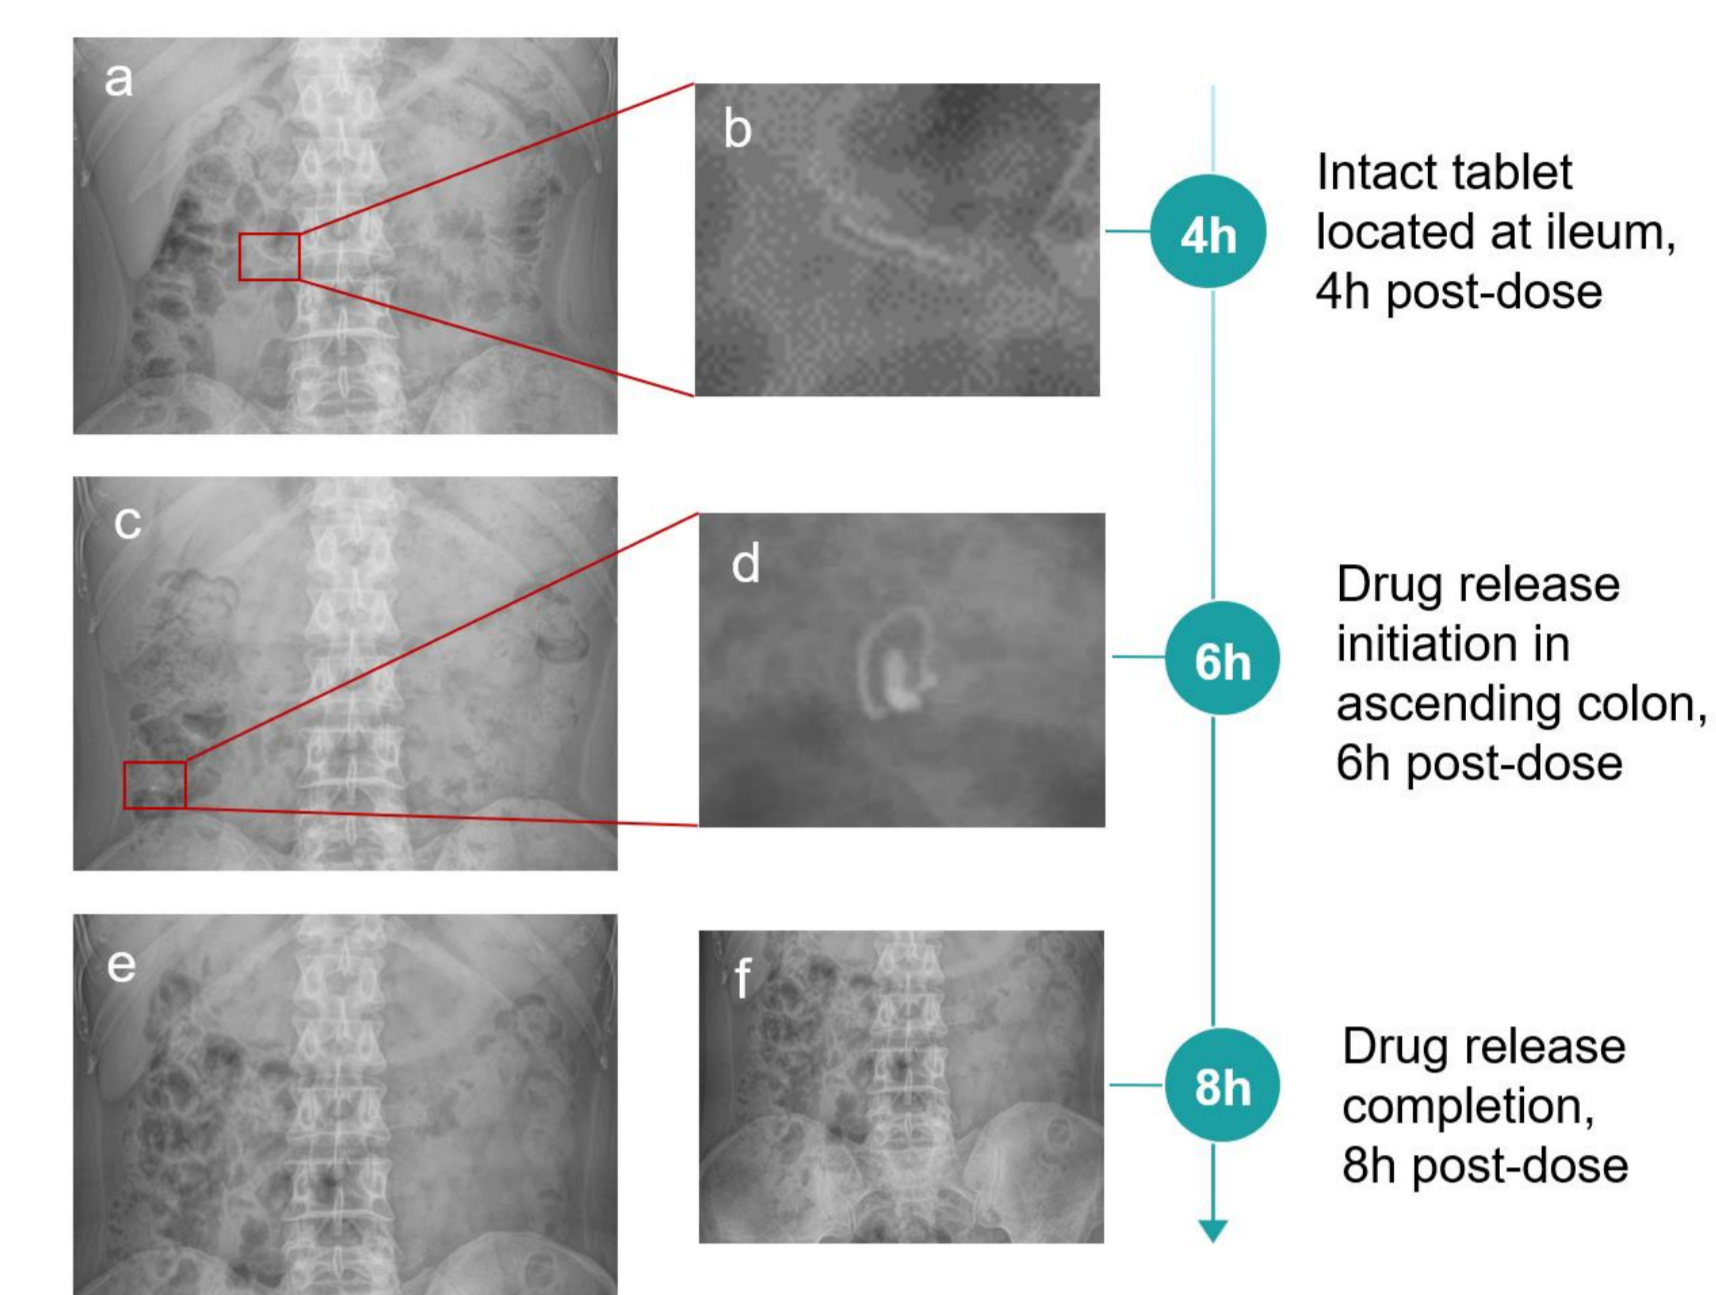 a
b
4h
Intact tablet
located at ileum,
4h post-dose
c
d
6h
Drug release
initiation in
ascending colon,
6h post-dose
e
f
8h
Drug release
completion,
8h post-dose